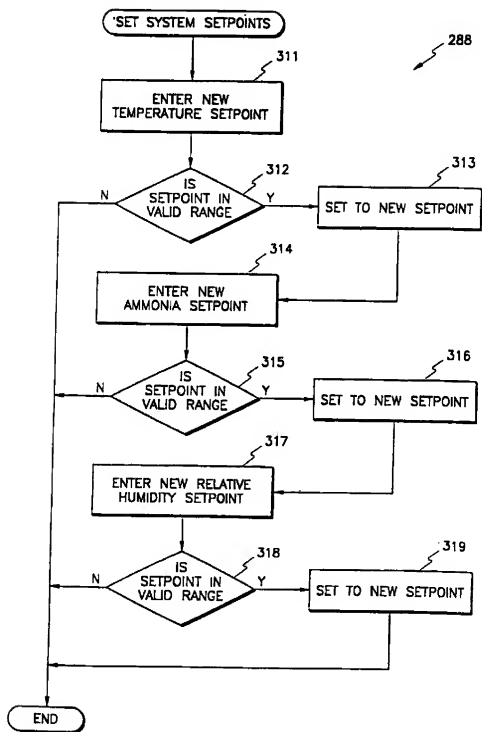 'SET SYSTEM SETPOINTS
288
311
ENTER NEW
TEMPERATURE SETPOINT
312
IS
SETPOINT IN
VALID RANGE
N
Y
313
SET TO NEW SETPOINT
314
ENTER NEW
AMMONIA SETPOINT
315
IS
SETPOINT IN
VALID RANGE
N
Y
316
SET TO NEW SETPOINT
317
ENTER NEW RELATIVE
HUMIDITY SETPOINT
318
IS
SETPOINT IN
VALID RANGE
N
Y
319
SET TO NEW SETPOINT
END